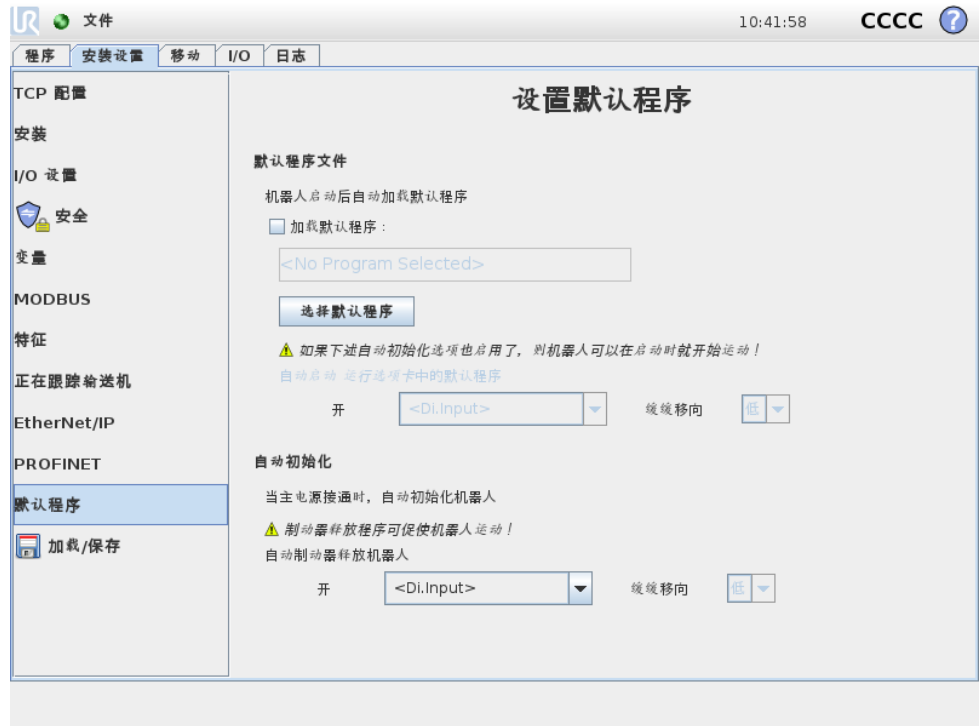 UR 文件 10:41:58 CCCC ?
程序 安装设置 移动 I/O 日志
TCP 配置
安装
I/O 设置
安全
变量
MODBUS
特征
正在跟踪输送机
EtherNet/IP
PROFINET
默认程序
加载/保存
设置默认程序
默认程序文件
机器人启动后自动加载默认程序
加载默认程序：
<No Program Selected>
选择默认程序
如果下述自动初始化选项也启用了，则机器人可以在启动时就开始运动！
自动启动 运行选项卡中的默认程序
开 <Di.Input> 缓缓移向 低
自动初始化
当主电源接通时，自动初始化机器人
制动器释放程序可促使机器人运动！
自动制动器释放机器人
开 <Di.Input> 缓缓移向 低